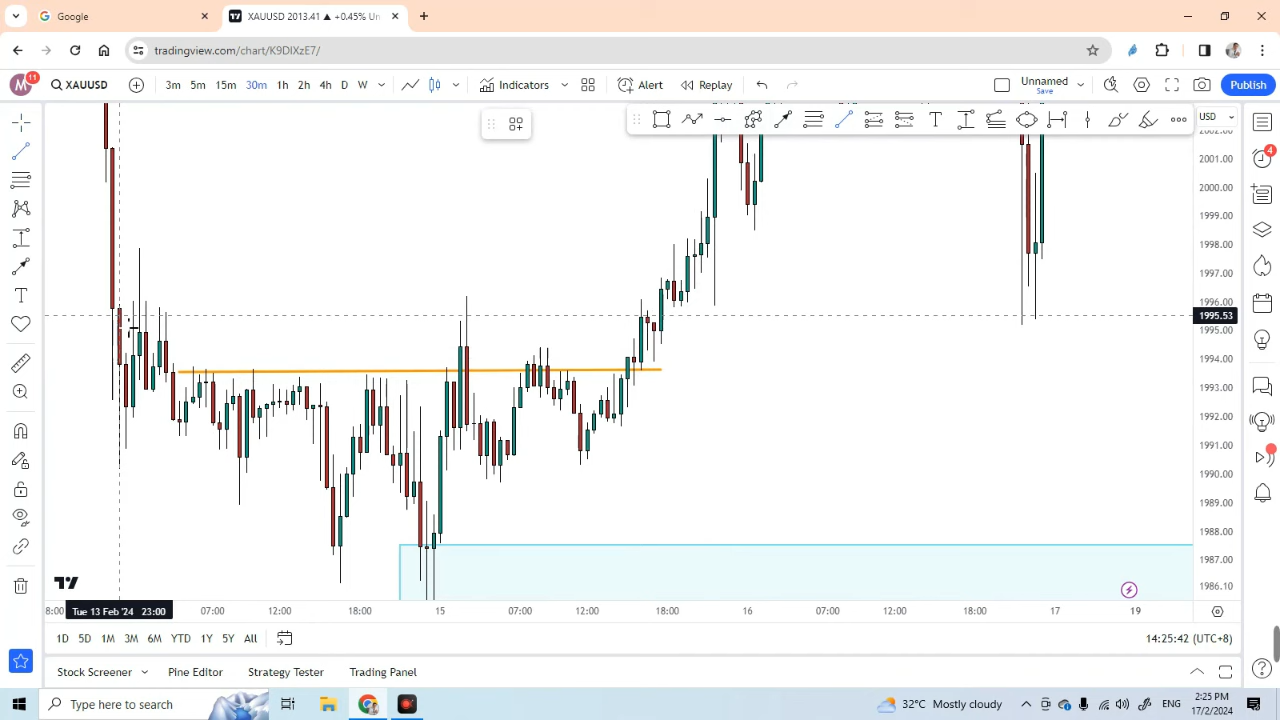 Google
XAUUSD 2013.41 ▲ +0.45% Un
tradingview.com/chart/K9DIXzE7/
M
11
XAUUSD
3m
5m
15m
30m
1h
2h
4h
D
W
Indicators
Alert
Replay
Unnamed
Save
Publish
USD
2002.00
2001.00
2000.00
1999.00
1998.00
1997.00
1996.00
1995.53
1995.00
1994.00
1993.00
1992.00
1991.00
1990.00
1989.00
1988.00
1987.00
1986.10
4
8:00
Tue 13 Feb '24 23:00
07:00
12:00
18:00
15
07:00
12:00
18:00
16
07:00
12:00
18:00
17
19
1D
5D
1M
3M
6M
YTD
1Y
5Y
All
14:25:42 (UTC+8)
Stock Screener
Pine Editor
Strategy Tester
Trading Panel
Type here to search
32°C Mostly cloudy
ENG
2:25 PM
17/2/2024